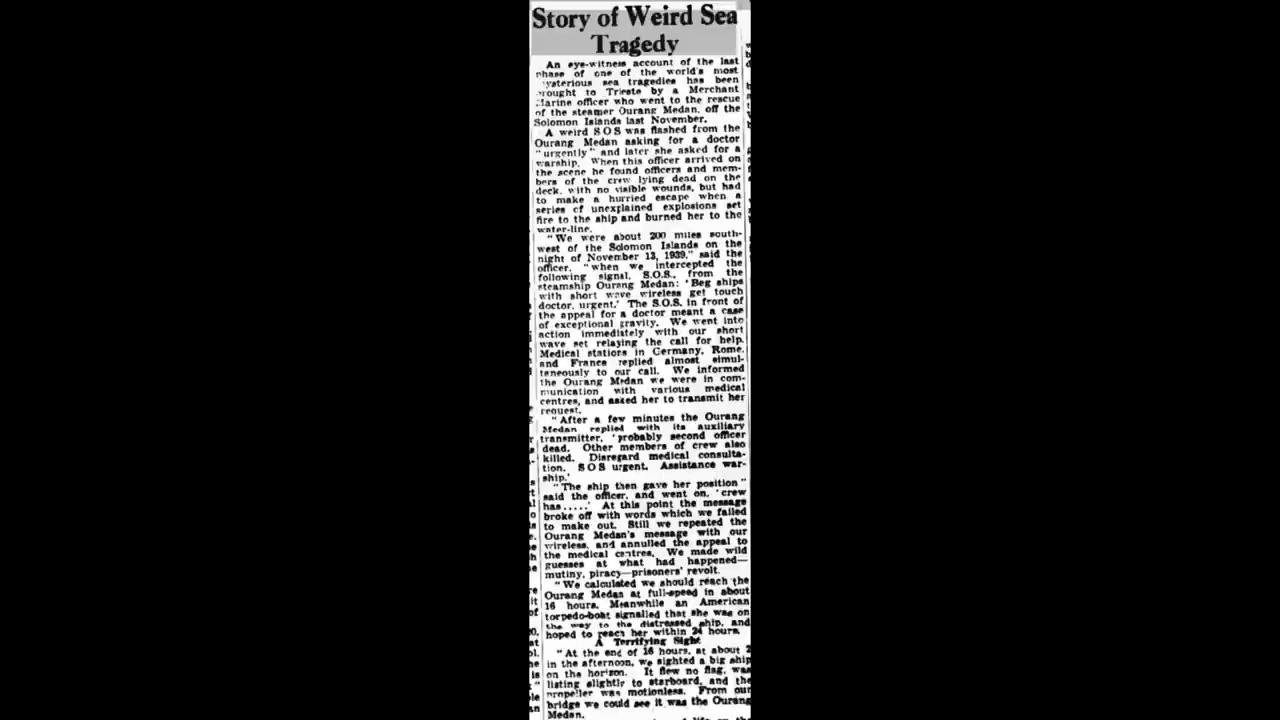 Story of Weird Sea
Tragedy
An eye-witness account of the last
phase of one of the world's most
ysterious sea tragedies has been
rought to Trieste by a Merchant
Marine officer who went to the rescue
of the steamer Ourang Medan, off the
Solomon Islands last November.
A weird SOS was flashed from the
Ourang Medan asking for a doctor
"urgently" and later she asked for a
warship. When this officer arrived on
the scene he found officers and mem-
bers of the crew lying dead on the
deck, with no visible wounds, but had
to make a hurried escape when a
series of unexplained explosions set
fire to the ship and burned her to the
water-line.
"We were about 200 miles south-
west of the Solomon Islands on the
night of November 13, 1939," said the
officer, "when we intercepted the
following signal, S.O.S., from the
steamship Ourang Medan: 'Beg ships
with short wave wireless get touch
doctor, urgent.' The S.O.S. in front of
the appeal for a doctor meant a case
of exceptional gravity. We went into
action immediately with our short
wave set relaying the call for help.
Medical stations in Germany, Rome,
and France replied almost simul-
taneously to our call. We informed
the Ourang Medan we were in com-
munication with various medical
centres, and asked her to transmit her
request.
"After a few minutes the Ourang
Medan replied with its auxiliary
transmitter, 'probably second officer
dead. Other members of crew also
killed. Disregard medical consulta-
tion. SOS urgent. Assistance war-
ship.'
"The ship then gave her position"
said the officer, and went on, 'crew
has.....' At this point the message
broke off with words which we failed
to make out. Still we repeated the
Ourang Medan's message with our
wireless, and annulled the appeal to
the medical centres. We made wild
guesses at what had happened—
mutiny, piracy—prisoners' revolt.
"We calculated we should reach the
Ourang Medan at full-speed in about
16 hours. Meanwhile an American
torpedo-boat signalled that she was on
the way to the distressed ship, and
hoped to reach her within 24 hours.
A Terrifying Sight
"At the end of 16 hours, at about 2
in the afternoon, we sighted a big ship
on the horizon. It flew no flag, was
listing slightly to starboard, and the
propeller was motionless. From our
bridge we could see it was the Ourang
Medan.